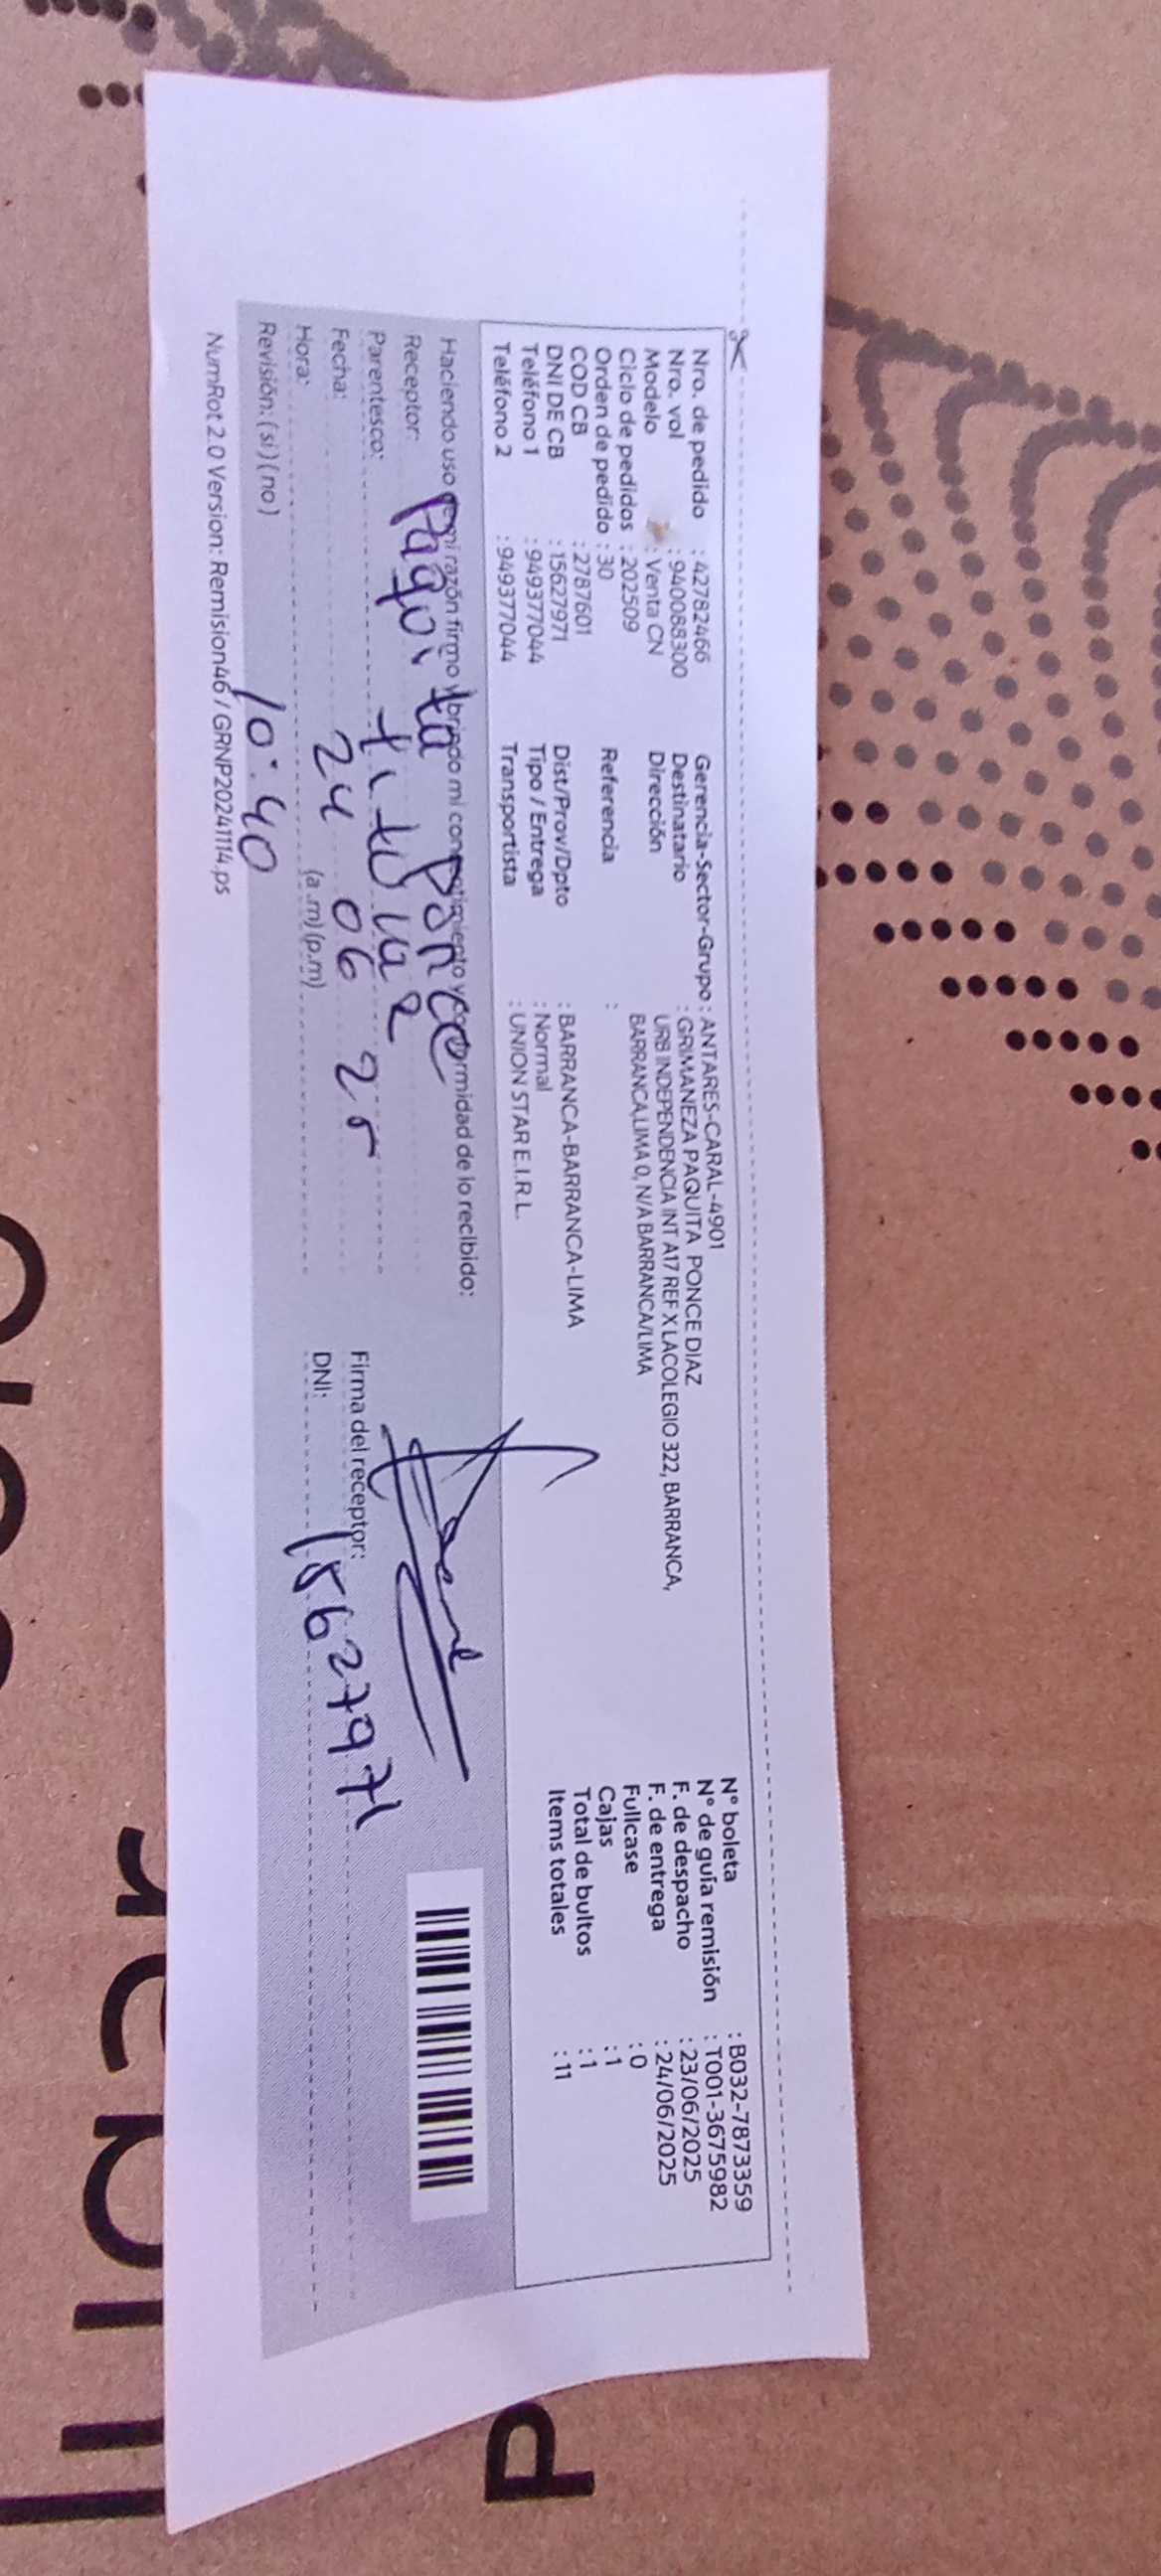 Nro. de pedido : 42782466
Nro. vol : 940088300
Modelo : Venta CN
Ciclo de pedidos : 202509
Orden de pedido : 30
COD CB : 2787601
DNI DE CB : 15627971
Teléfono 1 : 949377044
Teléfono 2 : 949377044
Gerencia-Sector-Grupo : ANTARES-CARAL-4901
Destinatario : GRIMANEZA PAQUITA PONCE DIAZ
Dirección URB INDEPENDENCIA INT A17 REF X LACOLEGIO 322, BARRANCA,
BARRANCA,LIMA 0, N/A BARRANCA/LIMA
Referencia :
Dist/Prov/Dpto : BARRANCA-BARRANCA-LIMA
Tipo / Entrega : Normal
Transportista : UNION STAR E.I.R.L.
N° boleta : B032-7873359
N° de guía remisión : T001-3675982
F. de despacho : 23/06/2025
F. de entrega : 24/06/2025
Fullcase : 0
Cajas : 1
Total de bultos : 1
Items totales : 11
Haciendo uso de mi razón firmo y brindo mi consentimiento y conformidad de lo recibido:
Receptor: Paquita Ponce
Parentesco: titular
Fecha: 24 06 25
Hora: 10:40 (a.m) (p.m)
Revisión: (si) (no)
Firma del receptor:
DNI: 15627971
NumRot 2.0 Version: Remision46 / GRNP20241114.ps